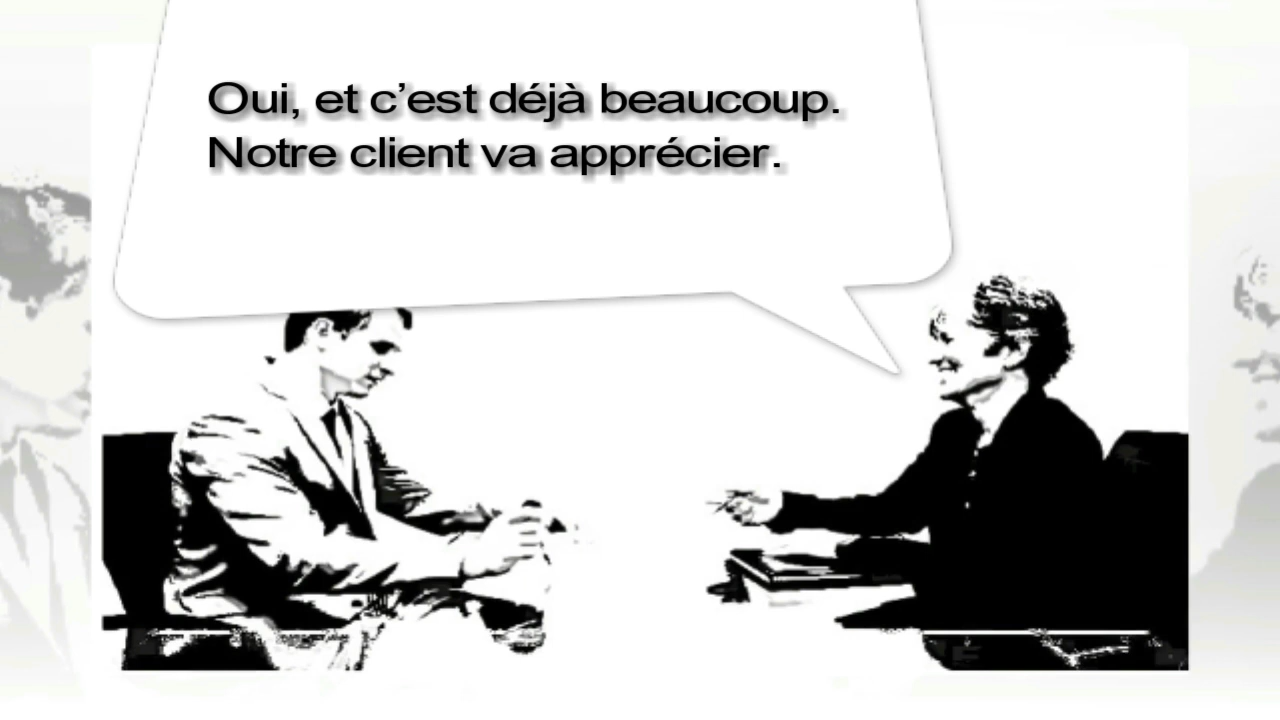 Oui, et c’est déjà beaucoup.
Notre client va apprécier.